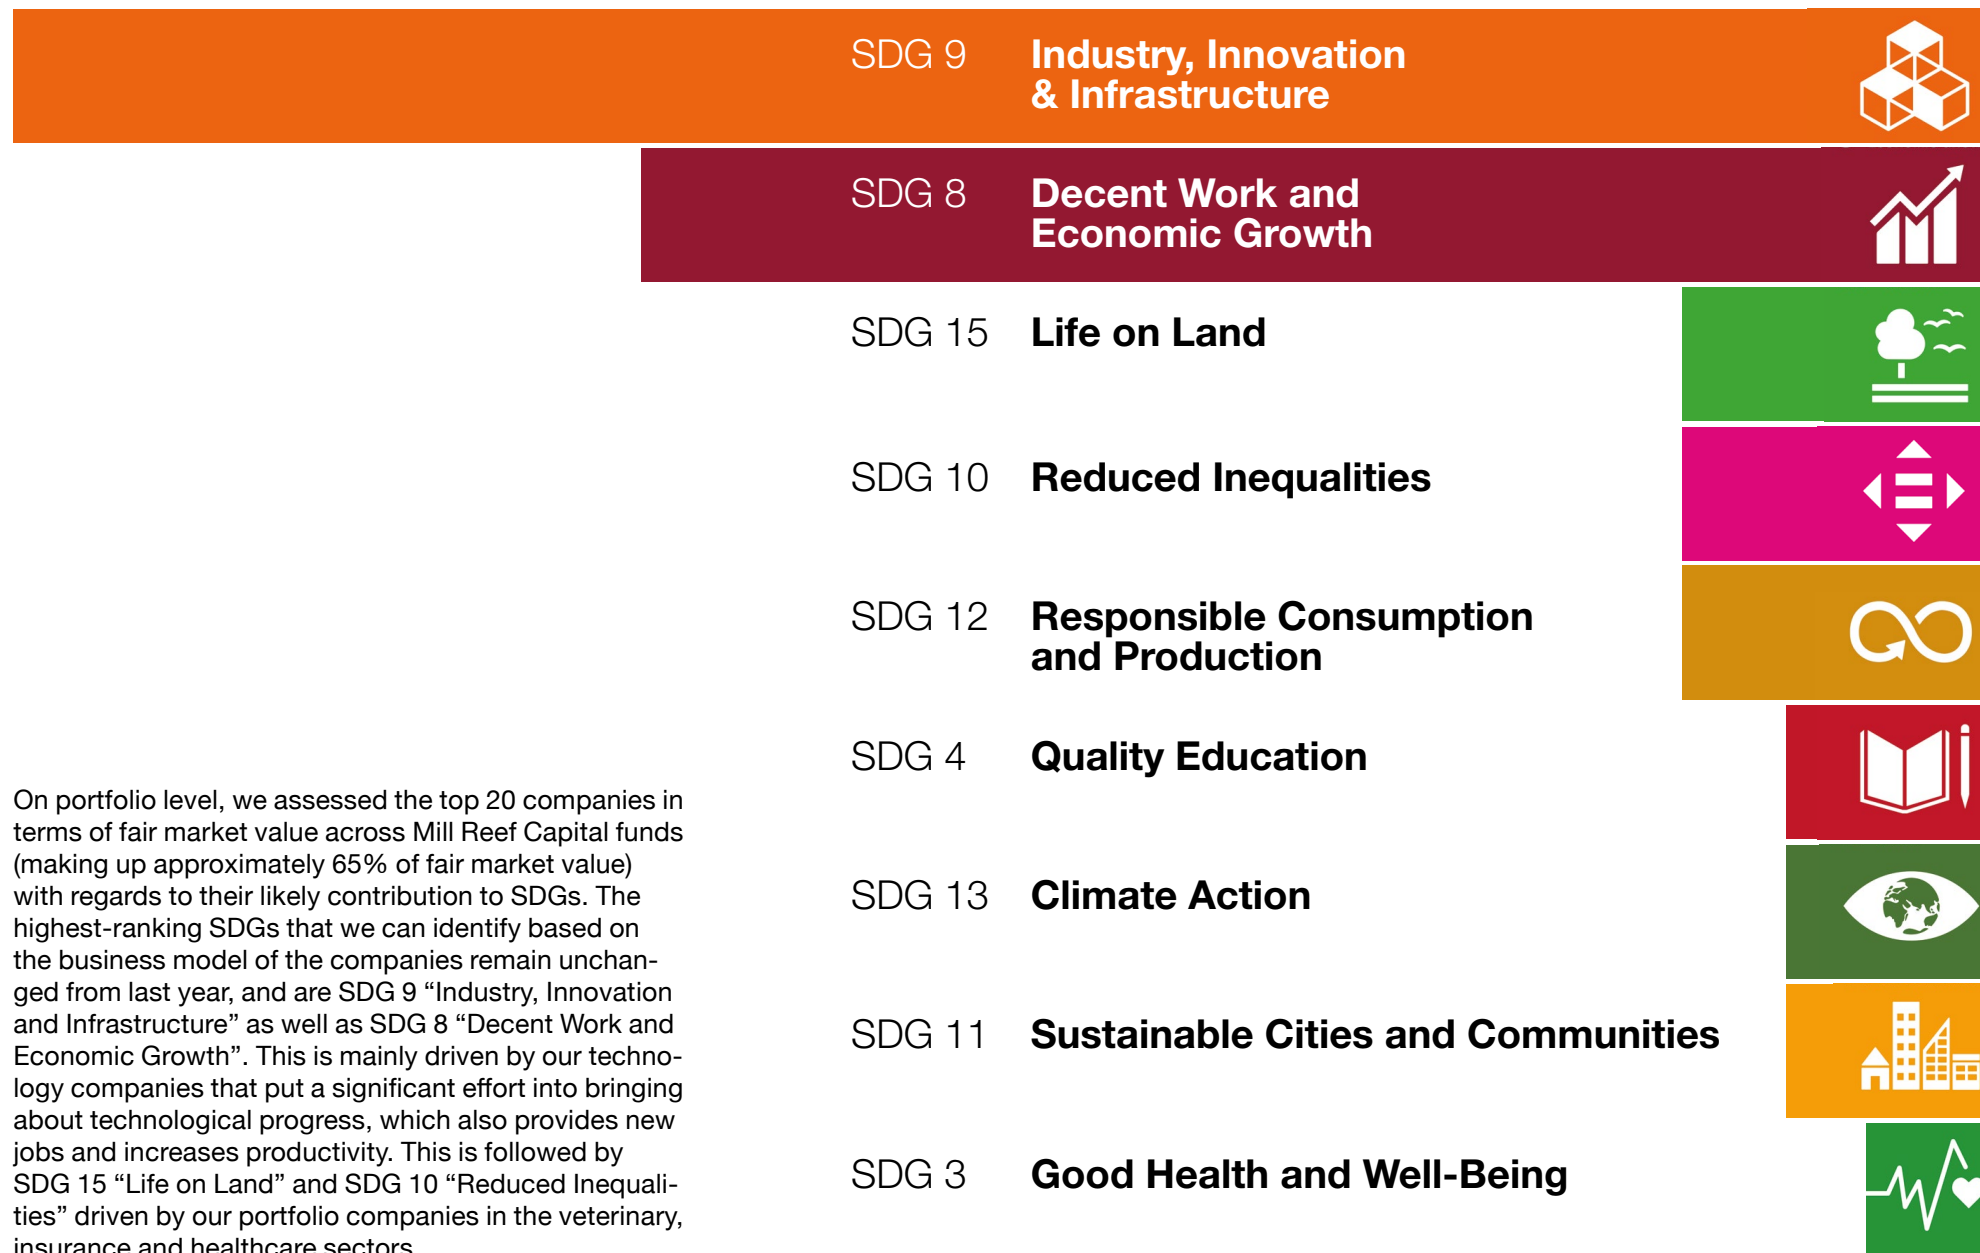 SDG 9 Industry, Innovation
& Infrastructure
SDG 8 Decent Work and
Economic Growth
SDG 15 Life on Land
SDG 10 Reduced Inequalities
SDG 12 Responsible Consumption
and Production
SDG 4 Quality Education
SDG 13 Climate Action
SDG 11 Sustainable Cities and Communities
SDG 3 Good Health and Well-Being
On portfolio level, we assessed the top 20 companies in
terms of fair market value across Mill Reef Capital funds
(making up approximately 65% of fair market value)
with regards to their likely contribution to SDGs. The
highest-ranking SDGs that we can identify based on
the business model of the companies remain unchan-
ged from last year, and are SDG 9 “Industry, Innovation
and Infrastructure” as well as SDG 8 “Decent Work and
Economic Growth”. This is mainly driven by our techno-
logy companies that put a significant effort into bringing
about technological progress, which also provides new
jobs and increases productivity. This is followed by
SDG 15 “Life on Land” and SDG 10 “Reduced Inequali-
ties” driven by our portfolio companies in the veterinary,
insurance and healthcare sectors.